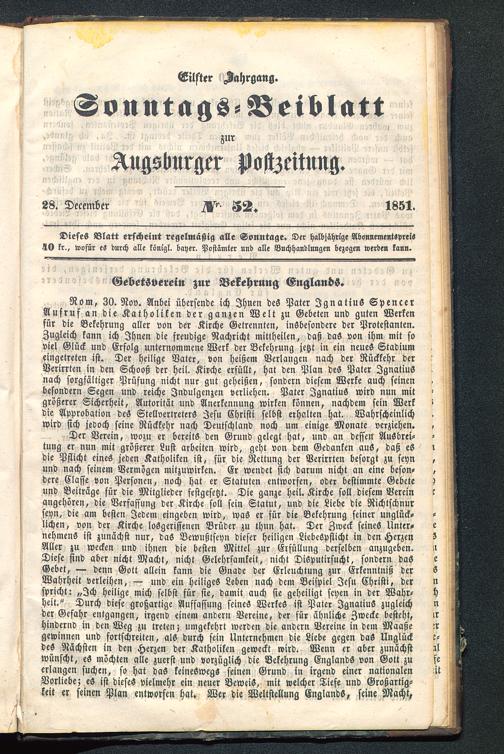 Eilfter Jahrgang.
Sonntags-Beiblatt
zur
Augsburger Postzeitung.
28. December
Nr. 52.
1851.
Dieses Blatt erscheint regelmäßig alle Sonntage. Der halbjährige Abonnementspreis
40 kr., wofür es durch alle königl. bayer. Postämter und alle Buchhandlungen bezogen werden kann.
Gebetsverein zur Bekehrung Englands.
Rom, 30. Nov. Anbei übersende ich Ihnen des Pater Ignatius Spencer
Aufruf an die Katholiken der ganzen Welt zu Gebeten und guten Werken
für die Bekehrung aller von der Kirche Getrennten, insbesondere der Protestanten.
Zugleich kann ich Ihnen die freudige Nachricht mittheilen, daß das von ihm mit so
viel Glück und Erfolg unternommene Werk der Bekehrung jetzt in ein neues Stadium
eingetreten ist. Der heilige Vater, von heißem Verlangen nach der Rückkehr der
Verirrten in den Schooß der heil. Kirche erfüllt, hat den Plan des Pater Ignatius
nach sorgfältiger Prüfung nicht nur gut geheißen, sondern diesem Werke auch seinen
besondern Segen und reiche Indulgenzen verliehen. Pater Ignatius wird nun mit
größerer Sicherheit, Autorität und Anerkennung wirken können, nachdem sein Werk
die Approbation des Stellvertreters Jesu Christi selbst erhalten hat. Wahrscheinlich
wird sich jedoch seine Rückkehr nach Deutschland noch um einige Monate verziehen.
Der Verein, wozu er bereits den Grund gelegt hat, und an dessen Ausbrei-
tung er nun mit größerer Lust arbeiten wird, geht von dem Gedanken aus, daß es
die Pflicht eines jeden Katholiken ist, für die Rettung der Verirrten besorgt zu seyn
und nach seinem Vermögen mitzuwirken. Er wendet sich darum nicht an eine beson-
dere Classe von Personen, noch hat er Statuten entworfen, oder bestimmte Gebete
und Beiträge für die Mitglieder festgesetzt. Die ganze heil. Kirche soll diesem Verein
angehören, die Verfassung der Kirche soll sein Statut, und die Liebe die Richtschnur
seyn, die am besten Jedem eingeben wird, was er für die Bekehrung seiner unglück-
lichen, von der Kirche losgerissenen Brüder zu thun hat. Der Zweck seines Unter-
nehmens ist zunächst nur, das Bewußtseyn dieser heiligen Liebespflicht in den Herzen
Aller zu wecken und ihnen die besten Mittel zur Erfüllung derselben anzugeben.
Diese sind aber nicht Macht, nicht Gelehrsamkeit, nicht Disputirsucht, sondern das
Gebet, — denn Gott allein kann die Gnade der Erleuchtung zur Erkenntniß der
Wahrheit verleihen, — und ein heiliges Leben nach dem Beispiel Jesu Christi, der
spricht: „Ich heilige mich selbst für sie, damit auch sie geheiligt seyen in der Wahr-
heit." Durch diese großartige Auffassung seines Werkes ist Pater Ignatius zugleich
der Gefahr entgangen, irgend einem andern Vereine, der für ähnliche Zwecke besteht,
hindernd in den Weg zu treten; umgekehrt werden die andern Vereine in dem Maaße
gewinnen und fortschreiten, als durch sein Unternehmen die Liebe gegen das Unglück
des Nächsten in den Herzen der Katholiken geweckt wird. Wenn er aber zunächst
wünscht, es möchten alle zuerst und vorzüglich die Bekehrung Englands von Gott zu
erlangen suchen, so hat das keineswegs seinen Grund in irgend einer nationalen
Vorliebe; es ist dieses vielmehr ein neuer Beweis, mit welcher Tiefe und Großartig-
keit er seinen Plan entworfen hat. Wer die Weltstellung Englands, seine Macht,